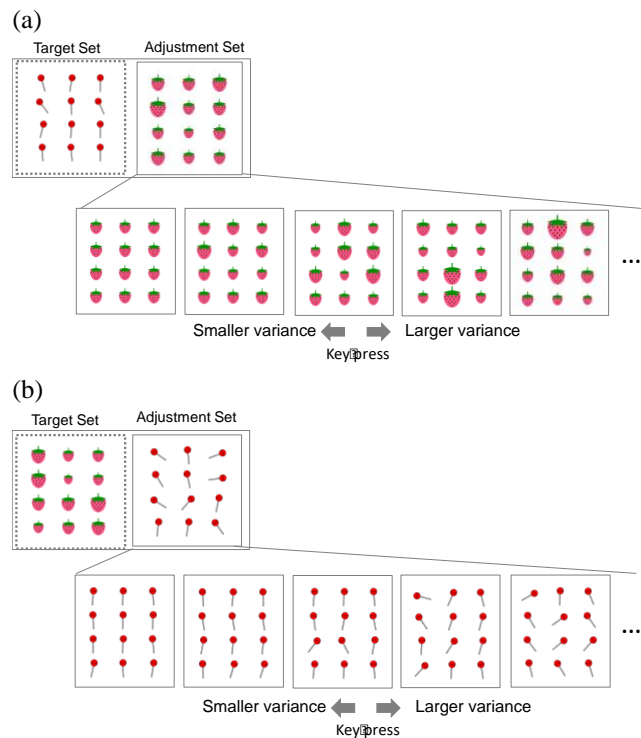 (a)
Target Set Adjustment Set
...
Smaller variance Larger variance
Key⍰press
(b)
Target Set Adjustment Set
...
Smaller variance Larger variance
Key⍰press